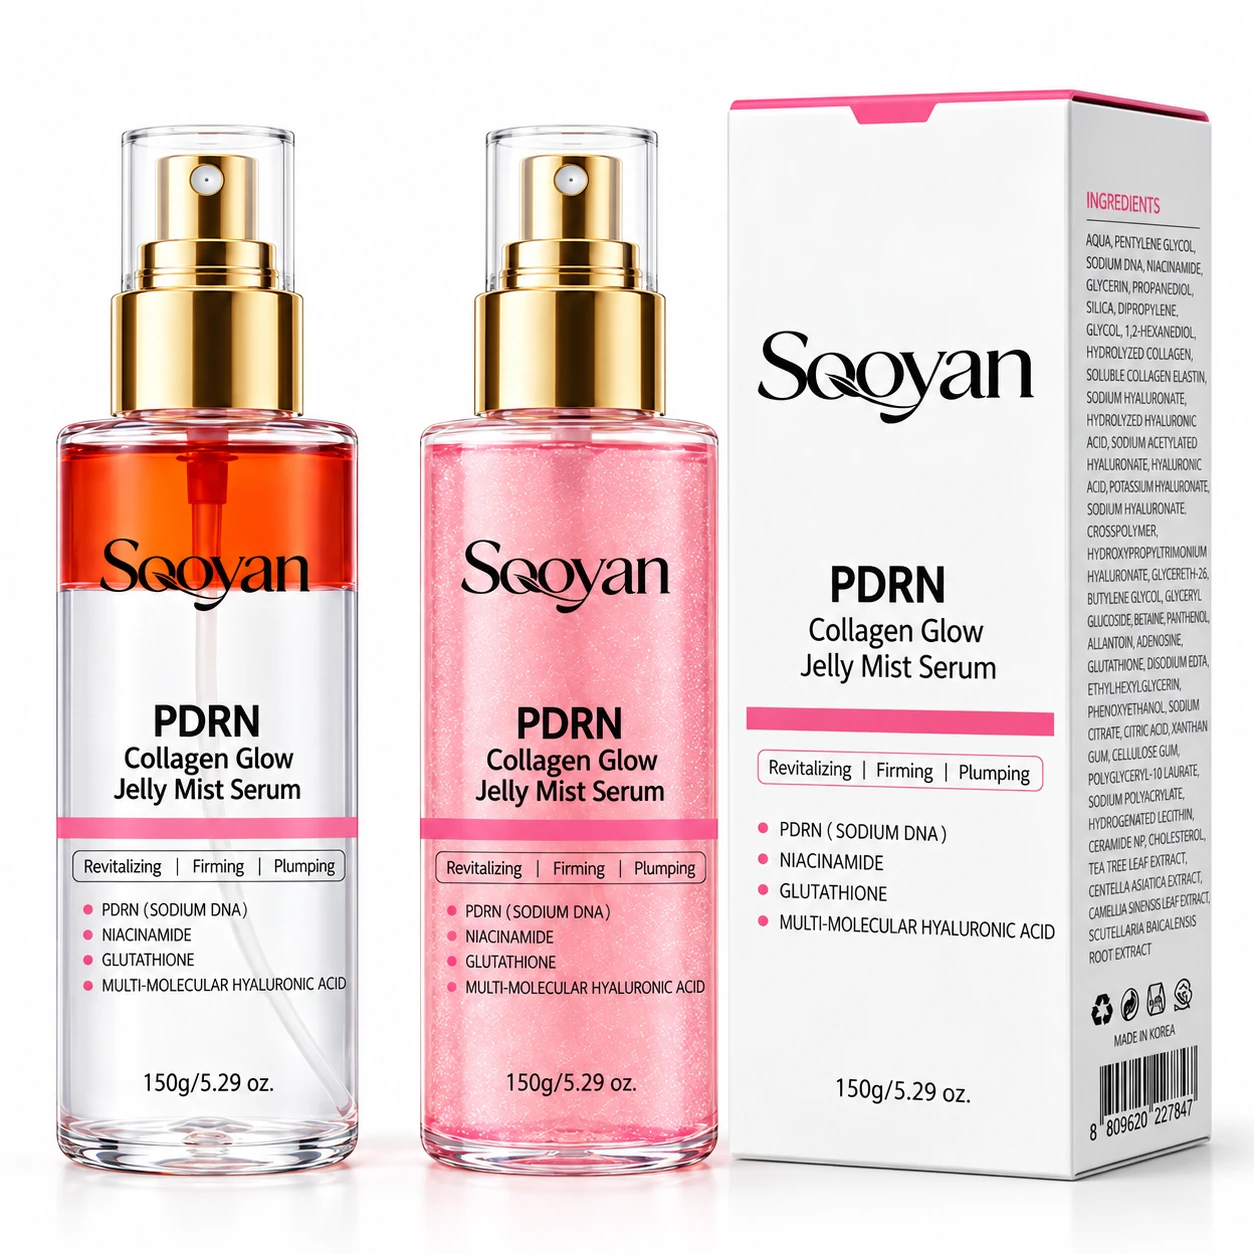 Sooyan
PDRN
Collagen Glow
Jelly Mist Serum
Revitalizing | Firming | Plumping
PDRN (SODIUM DNA)
NIACINAMIDE
GLUTATHIONE
MULTI-MOLECULAR HYALURONIC ACID
150g/5.29 oz.
Sooyan
PDRN
Collagen Glow
Jelly Mist Serum
Revitalizing | Firming | Plumping
PDRN (SODIUM DNA)
NIACINAMIDE
GLUTATHIONE
MULTI-MOLECULAR HYALURONIC ACID
150g/5.29 oz.
Sooyan
PDRN
Collagen Glow
Jelly Mist Serum
Revitalizing | Firming | Plumping
PDRN ( SODIUM DNA )
NIACINAMIDE
GLUTATHIONE
MULTI-MOLECULAR HYALURONIC ACID
150g/5.29 oz.
INGREDIENTS
AQUA, PENTYLENE GLYCOL,
SODIUM DNA, NIACINAMIDE,
GLYCERIN, PROPANEDIOL,
SILICA, DIPROPYLENE,
GLYCOL, 1,2-HEXANEDIOL,
HYDROLYZED COLLAGEN,
SOLUBLE COLLAGEN ELASTIN,
SODIUM HYALURONATE,
HYDROLYZED HYALURONIC
ACID, SODIUM ACETYLATED
HYALURONATE, HYALURONIC
ACID, POTASSIUM HYALURONATE,
SODIUM HYALURONATE.
CROSSPOLYMER,
HYDROXYPROPYLTRIMONIUM
HYALURONATE, GLYCERETH-26,
BUTYLENE GLYCOL, GLYCERYL
GLUCOSIDE, BETAINE, PANTHENOL,
ALLANTOIN, ADENOSINE,
GLUTATHIONE, DISODIUM EDTA,
ETHYLHEXYLGLYCERIN,
PHENOXYETHANOL, SODIUM
CITRATE, CITRIC ACID, XANTHAN
GUM, CELLULOSE GUM,
POLYGLYCERYL-10 LAURATE,
SODIUM POLYACRYLATE,
HYDROGENATED LECITHIN,
CERAMIDE NP, CHOLESTEROL,
TEA TREE LEAF EXTRACT,
CENTELLA ASIATICA EXTRACT,
CAMELLIA SINENSIS LEAF EXTRACT,
SCUTELLARIA BAICALENSIS
ROOT EXTRACT
MADE IN KOREA
8 809620 227847